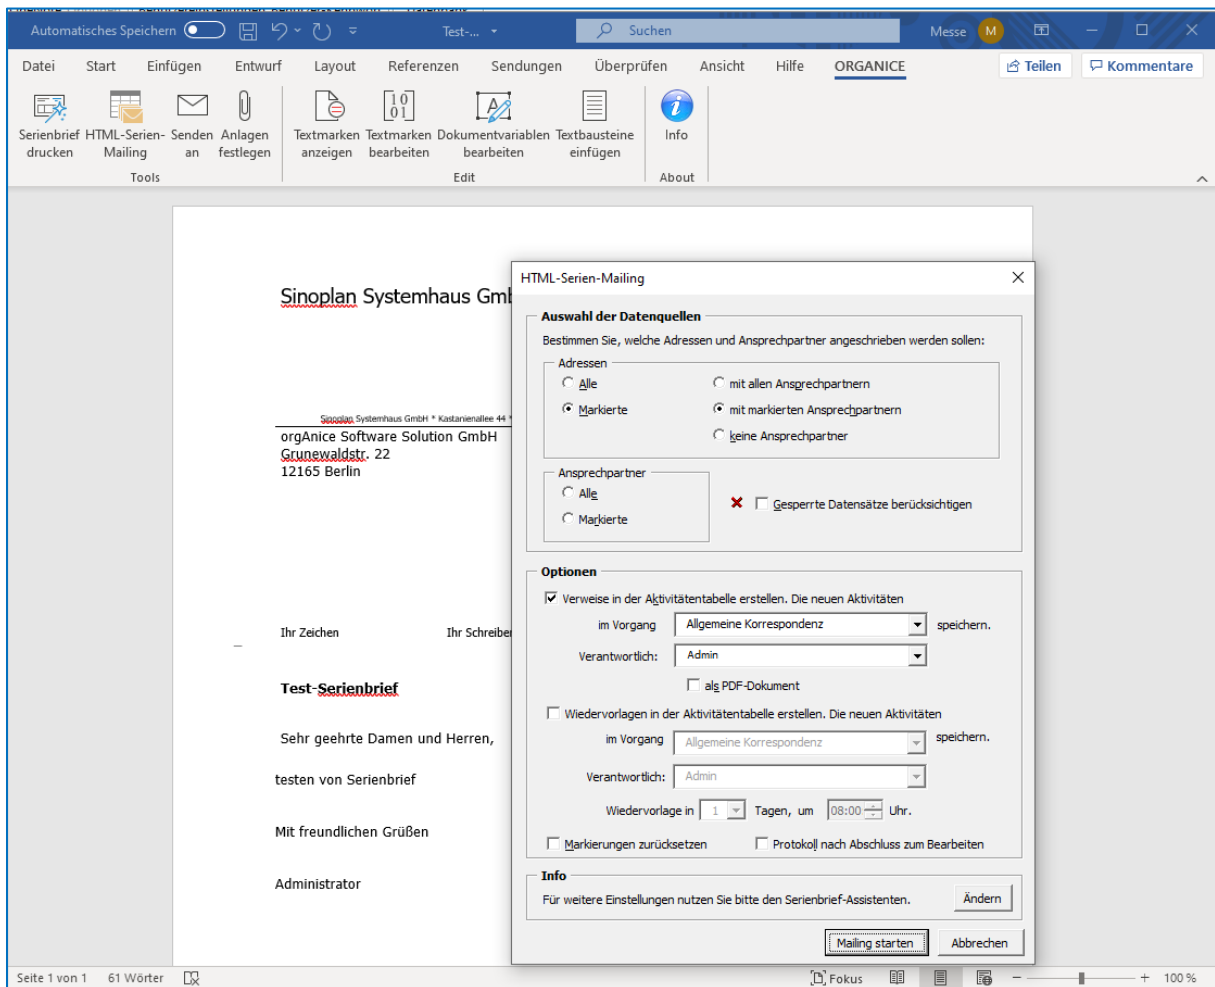 Automatisches Speichern Test-... Suchen Messe M
Datei Start Einfügen Entwurf Layout Referenzen Sendungen Überprüfen Ansicht Hilfe ORGANICE Teilen Kommentare
Serienbrief HTML-Serien- Senden Anlagen Textmarken Textmarken Dokumentvariablen Textbausteine Info
drucken Mailing an festlegen anzeigen bearbeiten bearbeiten einfügen
Tools Edit About
HTML-Serien-Mailing
Sinoplan Systemhaus Gmb
Auswahl der Datenquellen
Bestimmen Sie, welche Adressen und Ansprechpartner angeschrieben werden sollen:
Adressen
Alle mit allen Ansprechpartnern
Markierte mit markierten Ansprechpartnern
keine Ansprechpartner
Sinoplan Systemhaus GmbH * Kastanienallee 44 *
orgAnice Software Solution GmbH
Grunewaldstr. 22
12165 Berlin
Ansprechpartner
Alle
Markierte
Gesperrte Datensätze berücksichtigen
Optionen
Verweise in der Aktivitätentabelle erstellen. Die neuen Aktivitäten
im Vorgang Allgemeine Korrespondenz speichern.
Verantwortlich: Admin
als PDF-Dokument
Ihr Zeichen Ihr Schreiben
Test-Serienbrief
Sehr geehrte Damen und Herren,
testen von Serienbrief
Mit freundlichen Grüßen
Administrator
Wiedervorlagen in der Aktivitätentabelle erstellen. Die neuen Aktivitäten
im Vorgang Allgemeine Korrespondenz speichern.
Verantwortlich: Admin
Wiedervorlage in 1 Tagen, um 08:00 Uhr.
Markierungen zurücksetzen Protokoll nach Abschluss zum Bearbeiten
Info
Für weitere Einstellungen nutzen Sie bitte den Serienbrief-Assistenten. Ändern
Mailing starten Abbrechen
Seite 1 von 1 61 Wörter Fokus 100 %